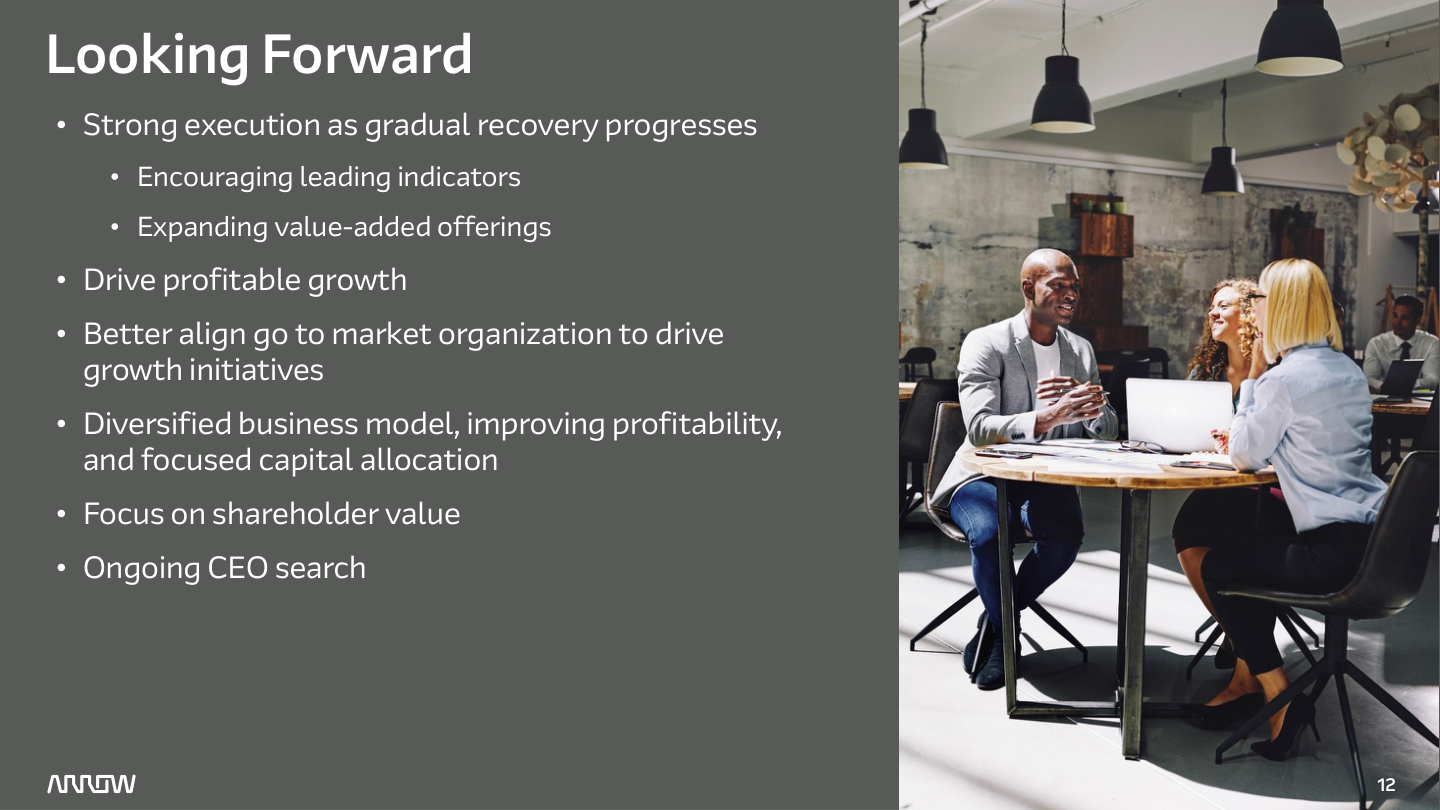 Looking Forward
• Strong execution as gradual recovery progresses
• Encouraging leading indicators
• Expanding value-added offerings
• Drive profitable growth
• Better align go to market organization to drive
growth initiatives
• Diversified business model, improving profitability,
and focused capital allocation
• Focus on shareholder value
• Ongoing CEO search
ARROW
12